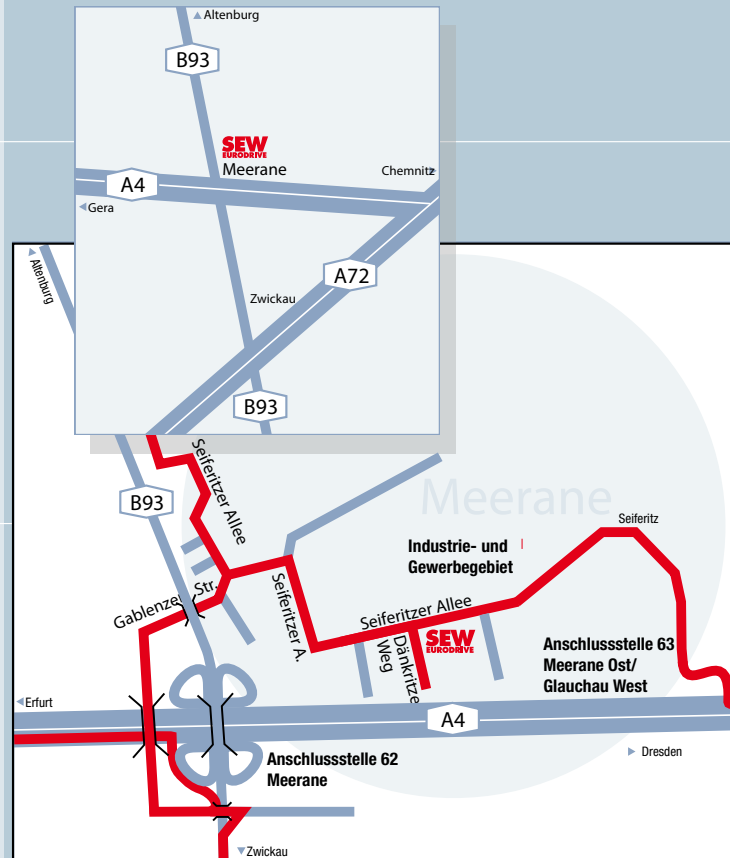 Altenburg
B93
SEW
EURODRIVE
Meerane
Chemnitz
A4
Gera
A72
Zwickau
B93
Altenburg
B93
Seiferitzer Allee
Meerane
Seiferitz
Industrie- und
Gewerbegebiet
Gablenzer Str.
Seiferitzer A.
Seiferitzer Allee
SEW
EURODRIVE
Dänkritzer
Weg
Anschlussstelle 63
Meerane Ost/
Glauchau West
Erfurt
A4
Dresden
Anschlussstelle 62
Meerane
Zwickau